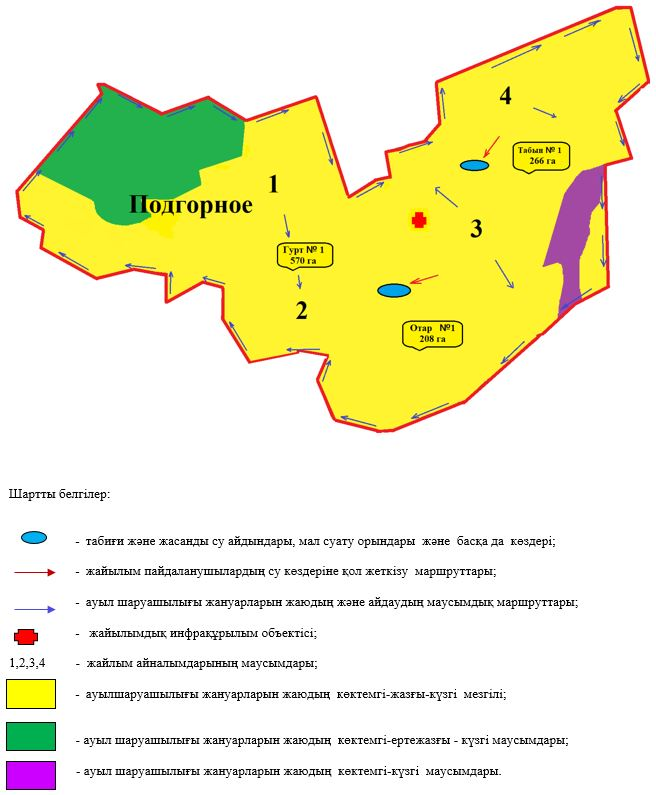 4
Табын № 1
266 га
1
Подгорное
3
Гурт № 1
570 га
2
Отар №1
208 га
Шартты белгілер:
- табиғи және жасанды су айдындары, мал суату орындары және басқа да көздері;
- жайылым пайдаланушылардың су көздеріне қол жеткізу маршруттары;
- ауыл шаруашылығы жануарларын жаюдың және айдаудың маусымдық маршруттары;
- жайылымдық инфрақұрылым объектісі;
1,2,3,4 - жайлым айналымдарының маусымдары;
- ауылшаруашылығы жануарларын жаюдың көктемгі-жазғы-күзгі мезгілі;
- ауыл шаруашылығы жануарларын жаюдың көктемгі-ертежазғы - күзгі маусымдары;
- ауыл шаруашылығы жануарларын жаюдың көктемгі-күзгі маусымдары.